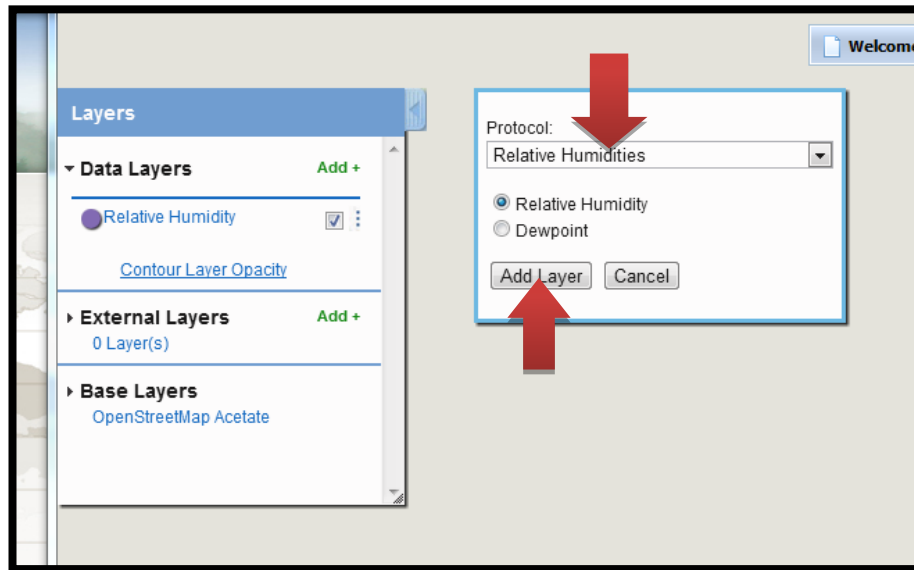 Welcome
Layers
Data Layers Add +
Relative Humidity
Contour Layer Opacity
External Layers Add +
0 Layer(s)
Base Layers
OpenStreetMap Acetate
Protocol:
Relative Humidities
Relative Humidity
Dewpoint
Add Layer Cancel